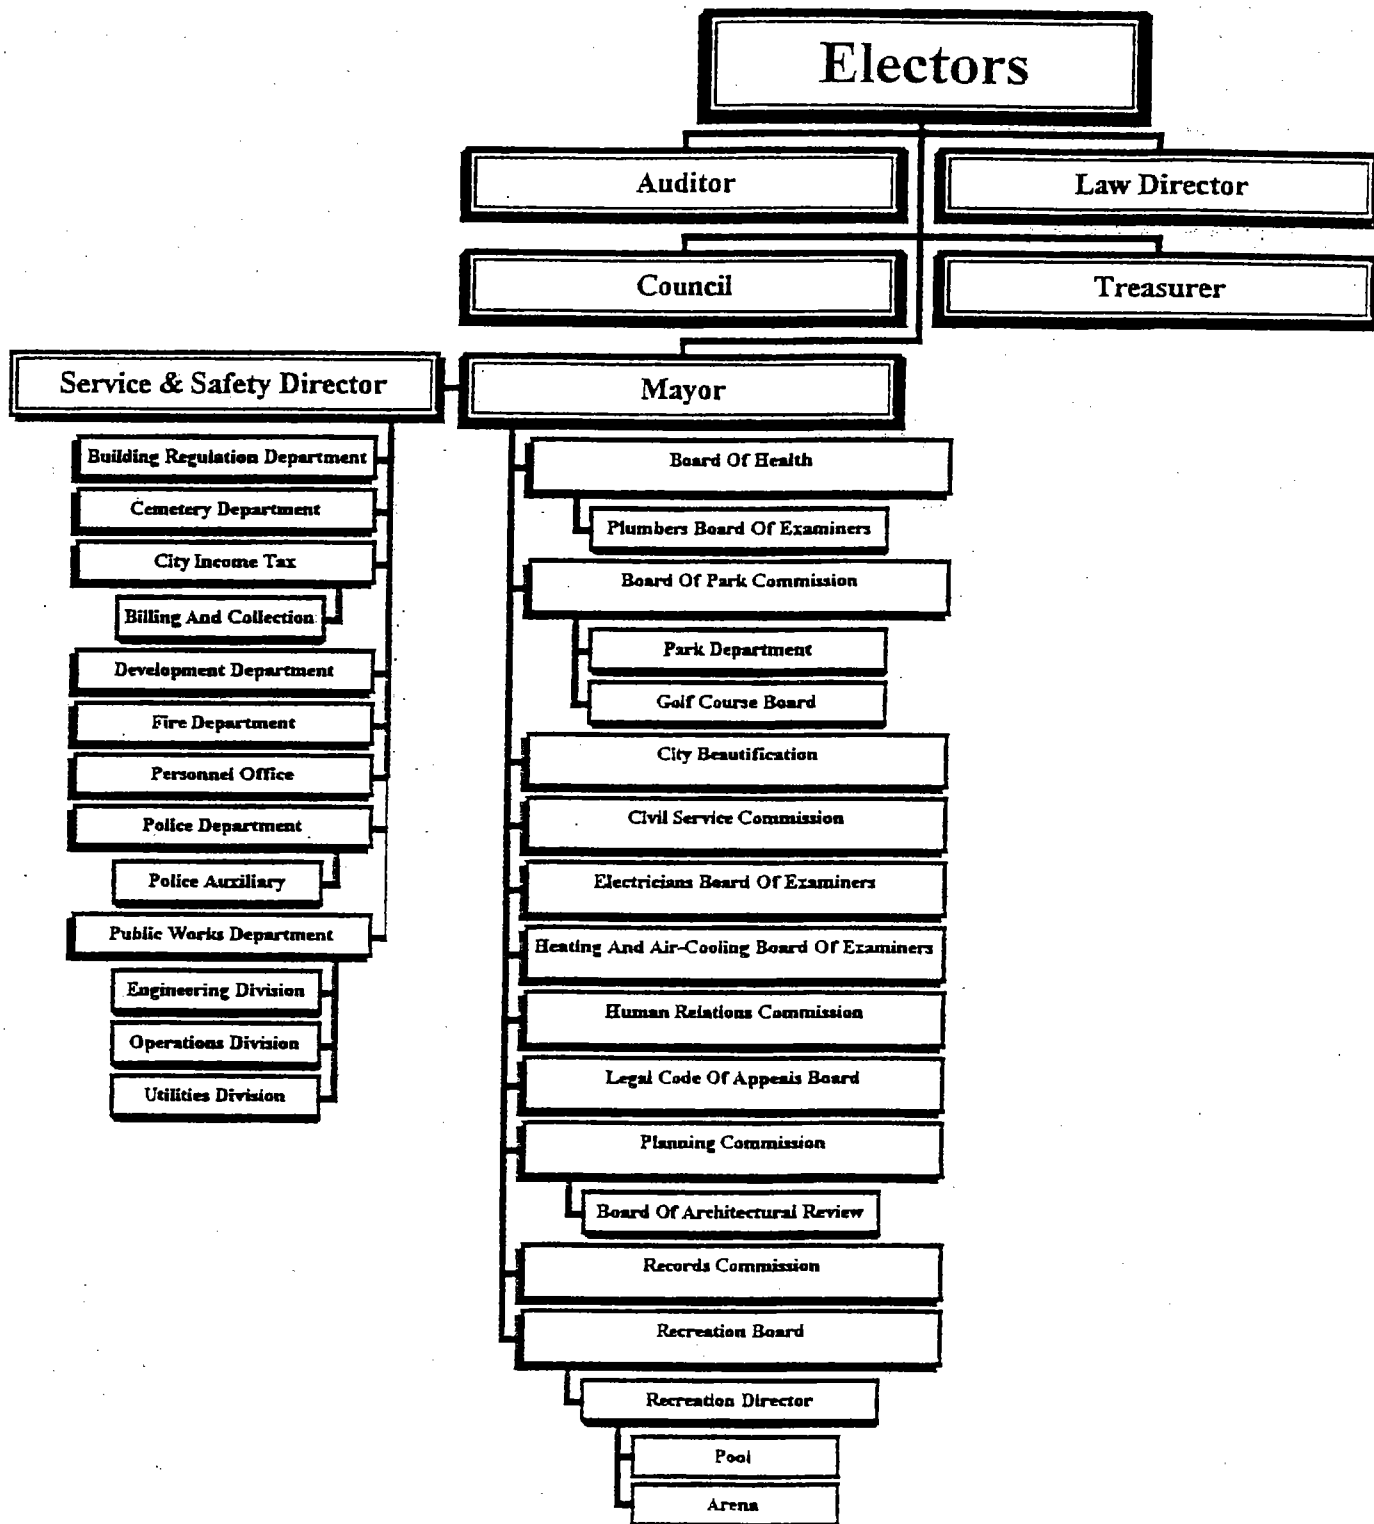 Electors
Auditor
Law Director
Council
Treasurer
Service & Safety Director
Mayor
Building Regulation Department
Cemetery Department
City Income Tax
Billing And Collection
Development Department
Fire Department
Personnel Office
Police Department
Police Auxiliary
Public Works Department
Engineering Division
Operations Division
Utilities Division
Board Of Health
Plumbers Board Of Examiners
Board Of Park Commission
Park Department
Golf Course Board
City Beautification
Civil Service Commission
Electricians Board Of Examiners
Heating And Air-Cooling Board Of Examiners
Human Relations Commission
Legal Code Of Appeals Board
Planning Commission
Board Of Architectural Review
Records Commission
Recreation Board
Recreation Director
Pool
Arena